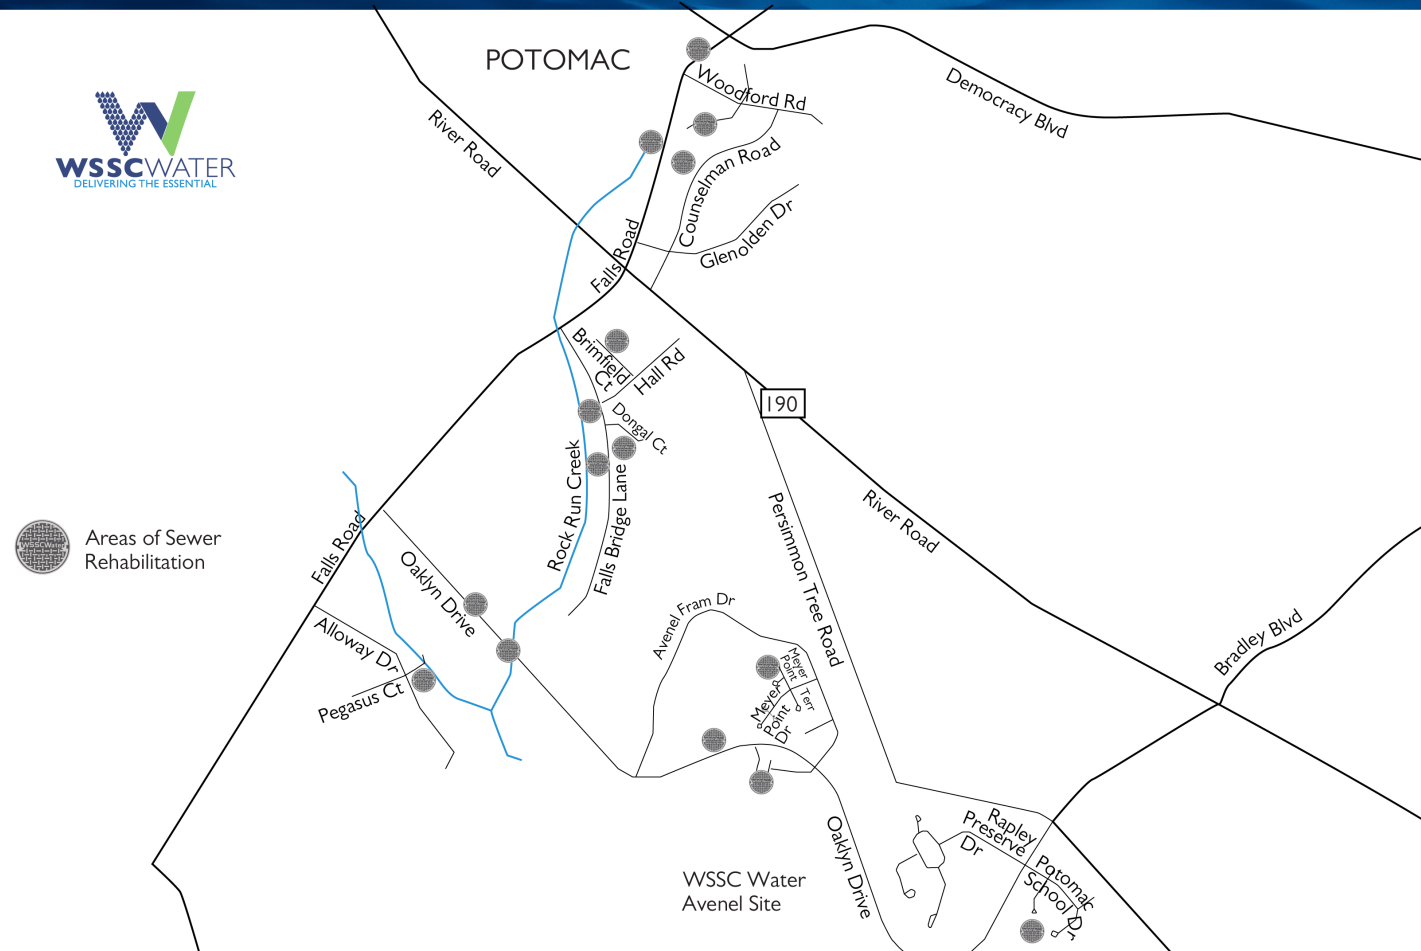 POTOMAC
Woodford Rd
Democracy Blvd
River Road
WSSCWATER
DELIVERING THE ESSENTIAL
Counselman Road
Glenolden Dr
Falls Road
Brimfield
Ct
Hall Rd
190
Dongal Ct
Rock Run Creek
Falls Bridge Lane
Persimmon Tree Road
River Road
Areas of Sewer
Rehabilitation
Falls Road
Oaklyn Drive
Alloway Dr
Pegasus Ct
Avenel Fram Dr
Meyer
Point
Terr
Meyer
Point
Dr
Bradley Blvd
Rapley
Preserve
Dr
Potomac
School Dr
Oaklyn Drive
WSSC Water
Avenel Site